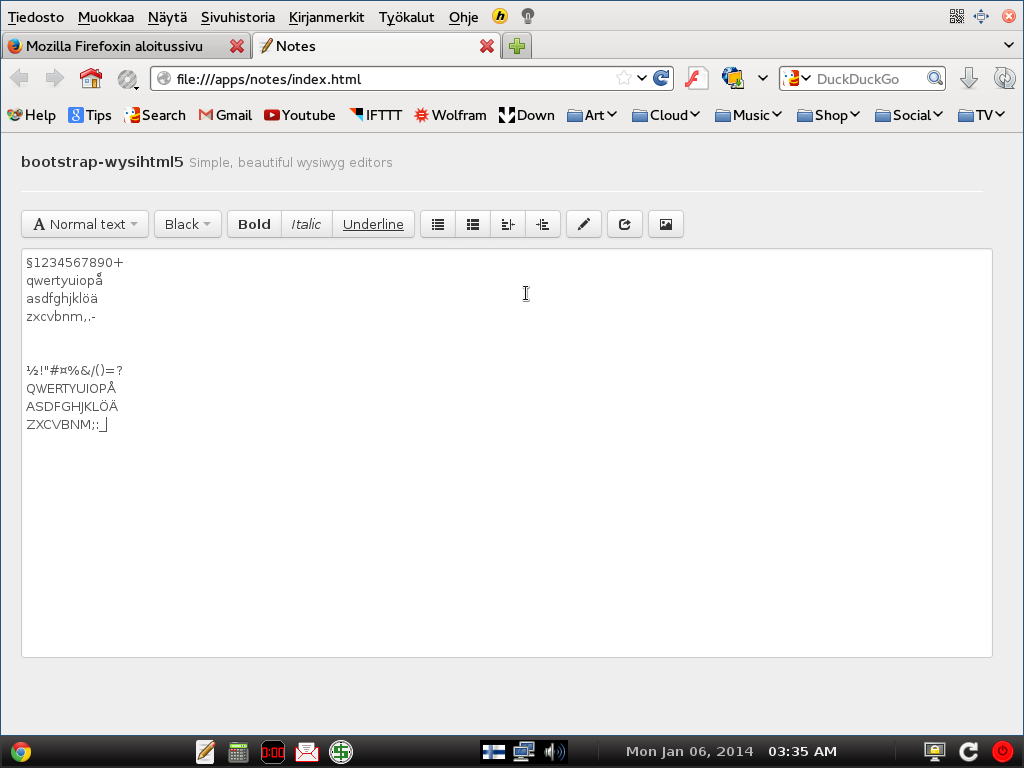 Tiedosto Muokkaa Näytä Sivuhistoria Kirjanmerkit Työkalut Ohje
Mozilla Firefoxin aloitussivu Notes
file:///apps/notes/index.html DuckDuckGo
Help Tips Search Gmail Youtube IFTTT Wolfram Down Art Cloud Music Shop Social TV
bootstrap-wysihtml5 Simple, beautiful wysiwyg editors
Normal text Black Bold Italic Underline
§1234567890+
qwertyuiopå
asdfghjklöä
zxcvbnm,.-
½!"#¤%&/()=?
QWERTYUIOPÅ
ASDFGHJKLÖÄ
ZXCVBNM;:_
0:00 Mon Jan 06, 2014 03:35 AM